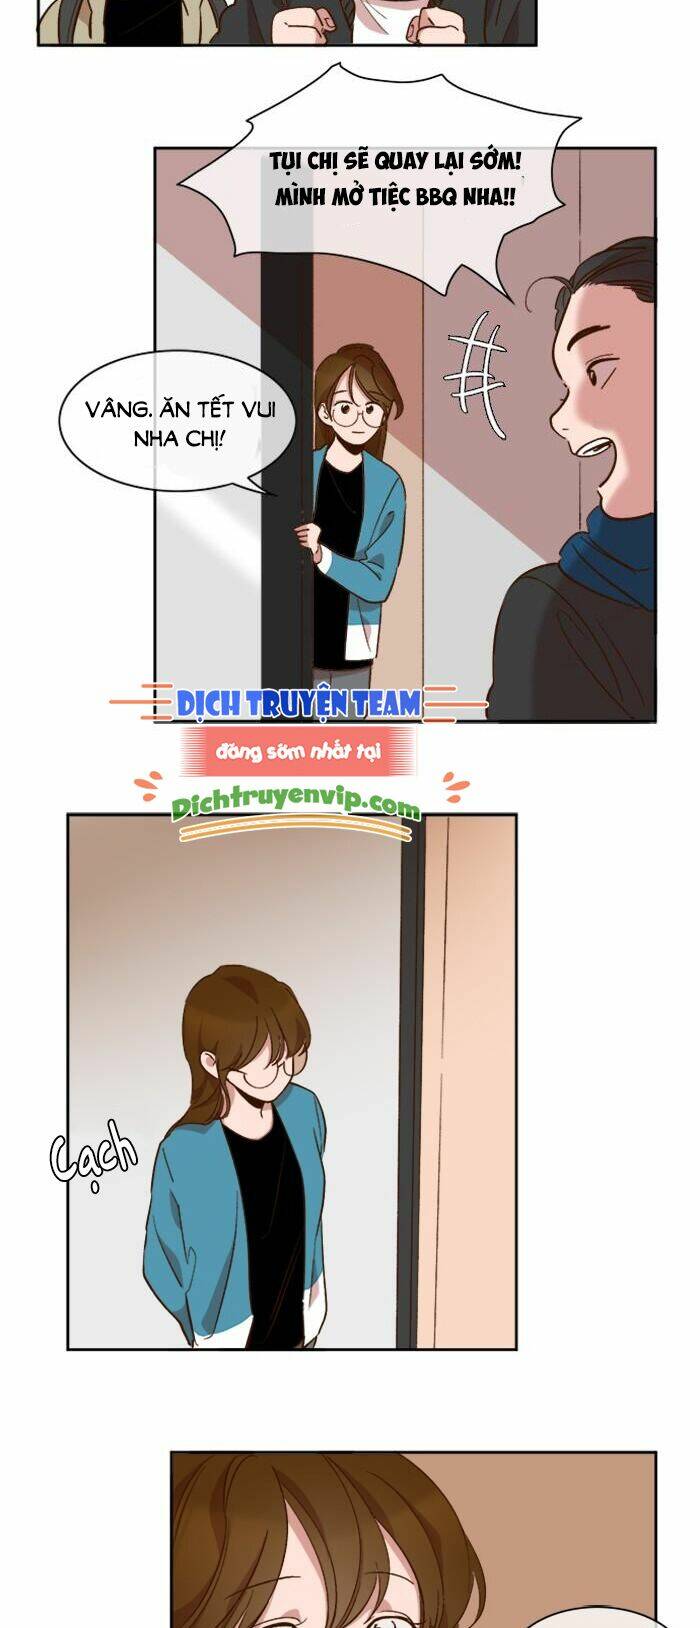 TỤI CHỊ SẼ QUAY LẠI SỚM!
MÌNH MỞ TIỆC BBQ NHA!!
VÂNG. ĂN TẾT VUI
NHA CHỊ!
DỊCH TRUYỆN TEAM
đăng sớm nhất tại
Dichtruyenvip.com
Cạch